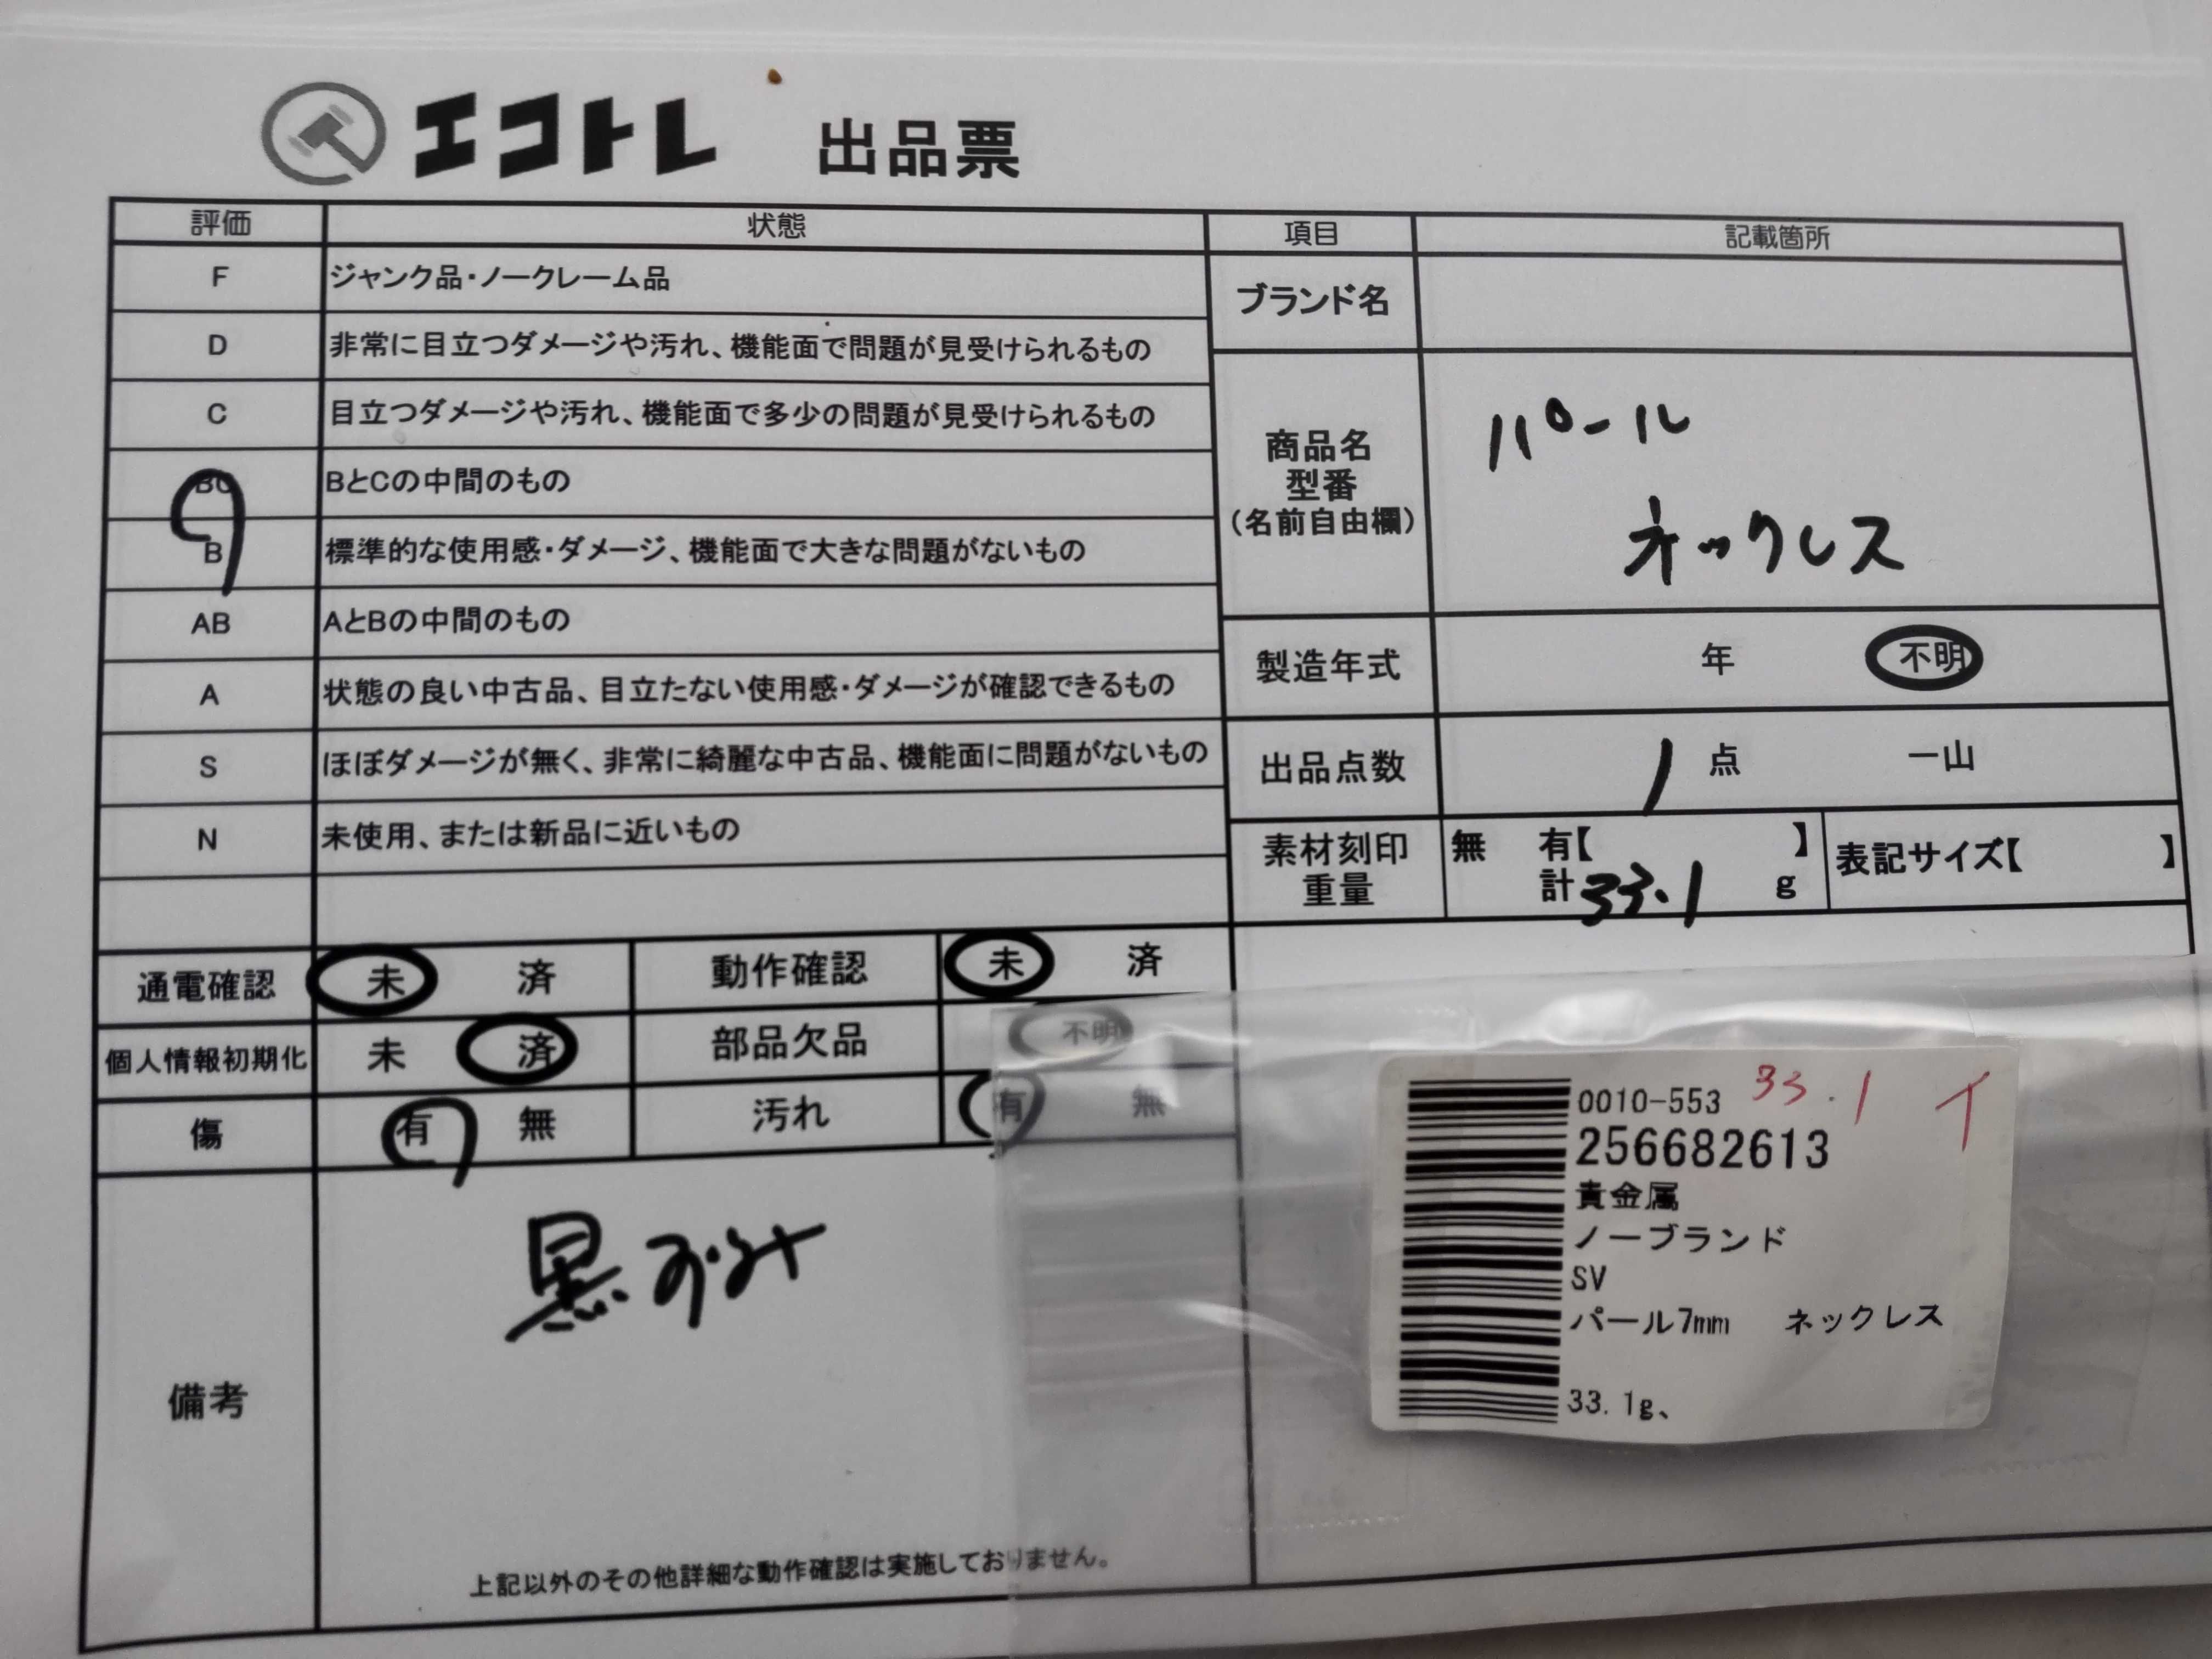 エコトレ 出品票
評価 状態 項目 記載箇所
F ジャンク品・ノークレーム品
D 非常に目立つダメージや汚れ、機能面で問題が見受けられるもの
C 目立つダメージや汚れ、機能面で多少の問題が見受けられるもの
BC BとCの中間のもの
B 標準的な使用感・ダメージ、機能面で大きな問題がないもの
AB AとBの中間のもの
A 状態の良い中古品、目立たない使用感・ダメージが確認できるもの
S ほぼダメージが無く、非常に綺麗な中古品、機能面に問題がないもの
N 未使用、または新品に近いもの
ブランド名
商品名
型番
(名前自由欄)
パール
ネックレス
製造年式 年 不明
出品点数 1 点 一山
素材刻印 無 有【 】 表記サイズ【 】
重量 計 33.1 g
通電確認 未 済 動作確認 未 済
個人情報初期化 未 済 部品欠品 不明
傷 有 無 汚れ 有 無
備考
黒ずみ
上記以外のその他詳細な動作確認は実施しておりません。
0010-553 33.1 イ
256682613
貴金属
ノーブランド
SV
パール7mm ネックレス
33.1g、